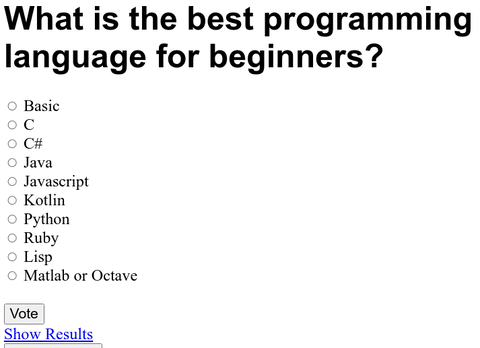 What is the best programming
language for beginners?
Basic
C
C#
Java
Javascript
Kotlin
Python
Ruby
Lisp
Matlab or Octave
Vote
Show Results